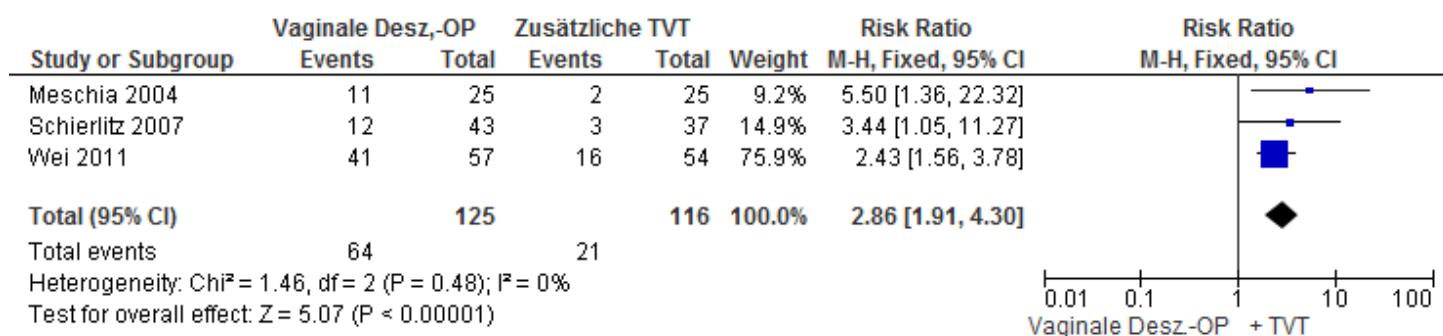 Vaginale Desz,-OP Zusätzliche TVT Risk Ratio Risk Ratio
Study or Subgroup Events Total Events Total Weight M-H, Fixed, 95% CI M-H, Fixed, 95% CI
Meschia 2004 11 25 2 25 9.2% 5.50 [1.36, 22.32]
Schierlitz 2007 12 43 3 37 14.9% 3.44 [1.05, 11.27]
Wei 2011 41 57 16 54 75.9% 2.43 [1.56, 3.78]
Total (95% CI) 125 116 100.0% 2.86 [1.91, 4.30]
Total events 64 21
Heterogeneity: Chi² = 1.46, df = 2 (P = 0.48); I² = 0%
Test for overall effect: Z = 5.07 (P < 0.00001)
0.01 0.1 1 10 100
Vaginale Desz.-OP + TVT